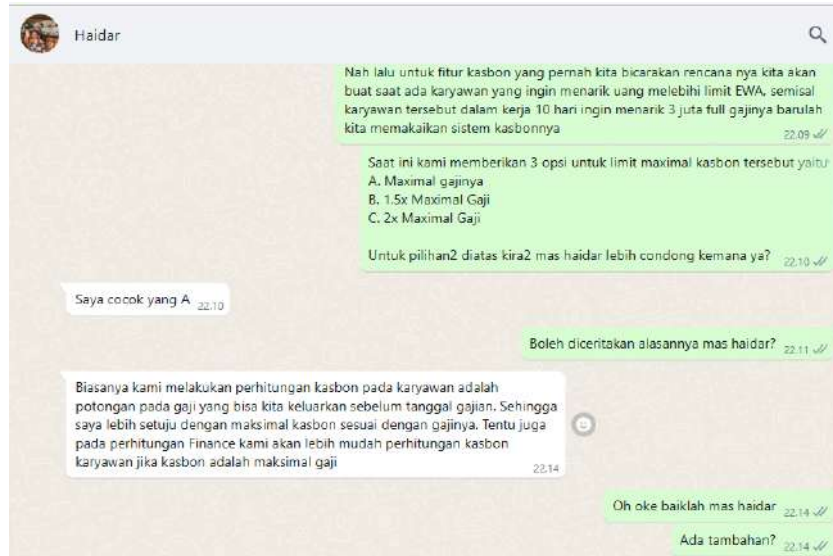 Haidar
Nah lalu untuk fitur kasbon yang pernah kita bicarakan rencana nya kita akan
buat saat ada karyawan yang ingin menarik uang melebihi limit EWA, semisal
karyawan tersebut dalam kerja 10 hari ingin menarik 3 juta full gajinya barulah
kita memakaikan sistem kasbonnya
22.09
Saat ini kami memberikan 3 opsi untuk limit maximal kasbon tersebut yaitu
A. Maximal gajinya
B. 1.5x Maximal Gaji
C. 2x Maximal Gaji
Untuk pilihan2 diatas kira2 mas haidar lebih condong kemana ya?
22.10
Saya cocok yang A
22.10
Boleh diceritakan alasannya mas haidar?
22.11
Biasanya kami melakukan perhitungan kasbon pada karyawan adalah
potongan pada gaji yang bisa kita keluarkan sebelum tanggal gajian. Sehingga
saya lebih setuju dengan maksimal kasbon sesuai dengan gajinya. Tentu juga
pada perhitungan Finance kami akan lebih mudah perhitungan kasbon
karyawan jika kasbon adalah maksimal gaji
22.14
Oh oke baiklah mas haidar
22.14
Ada tambahan?
22.14